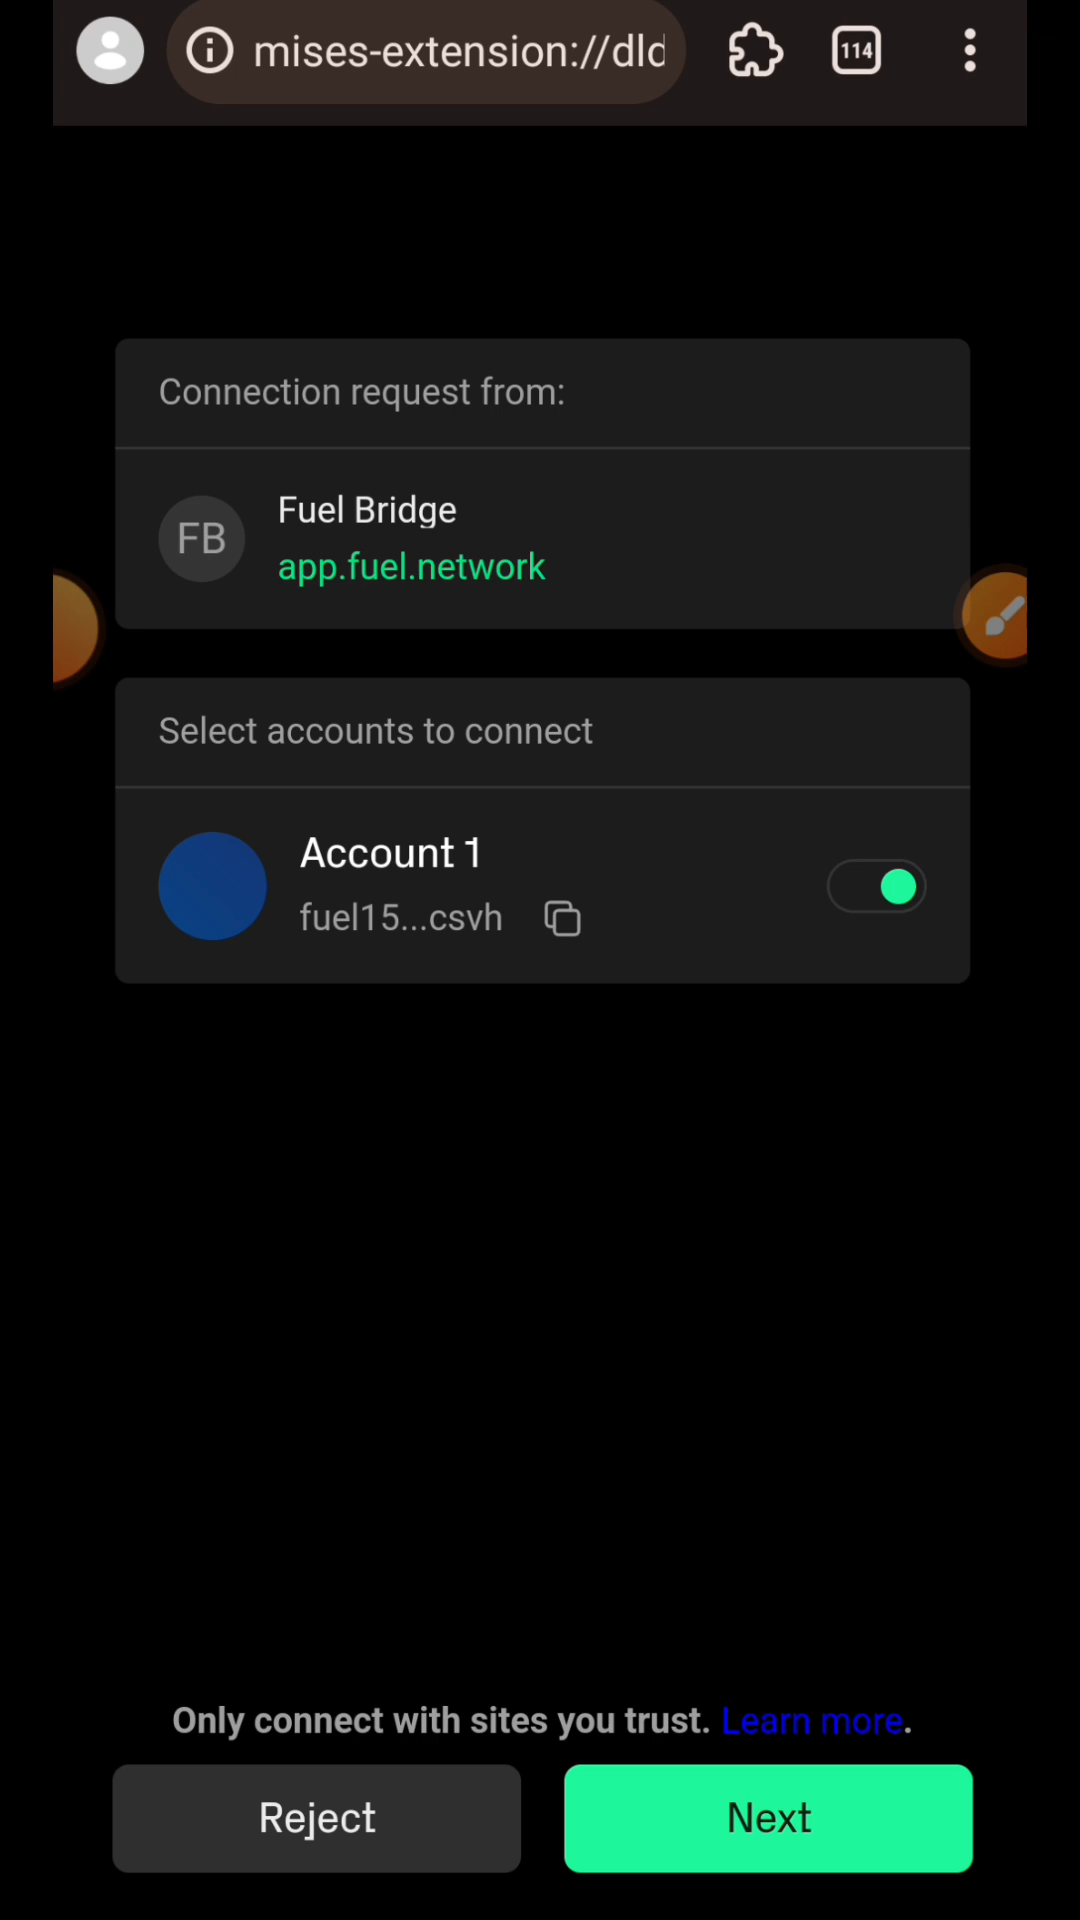 mises-extension://dld
114
Connection request from:
FB
Fuel Bridge
app.fuel.network
Select accounts to connect
Account 1
fuel15...csvh
Only connect with sites you trust. Learn more.
Reject
Next